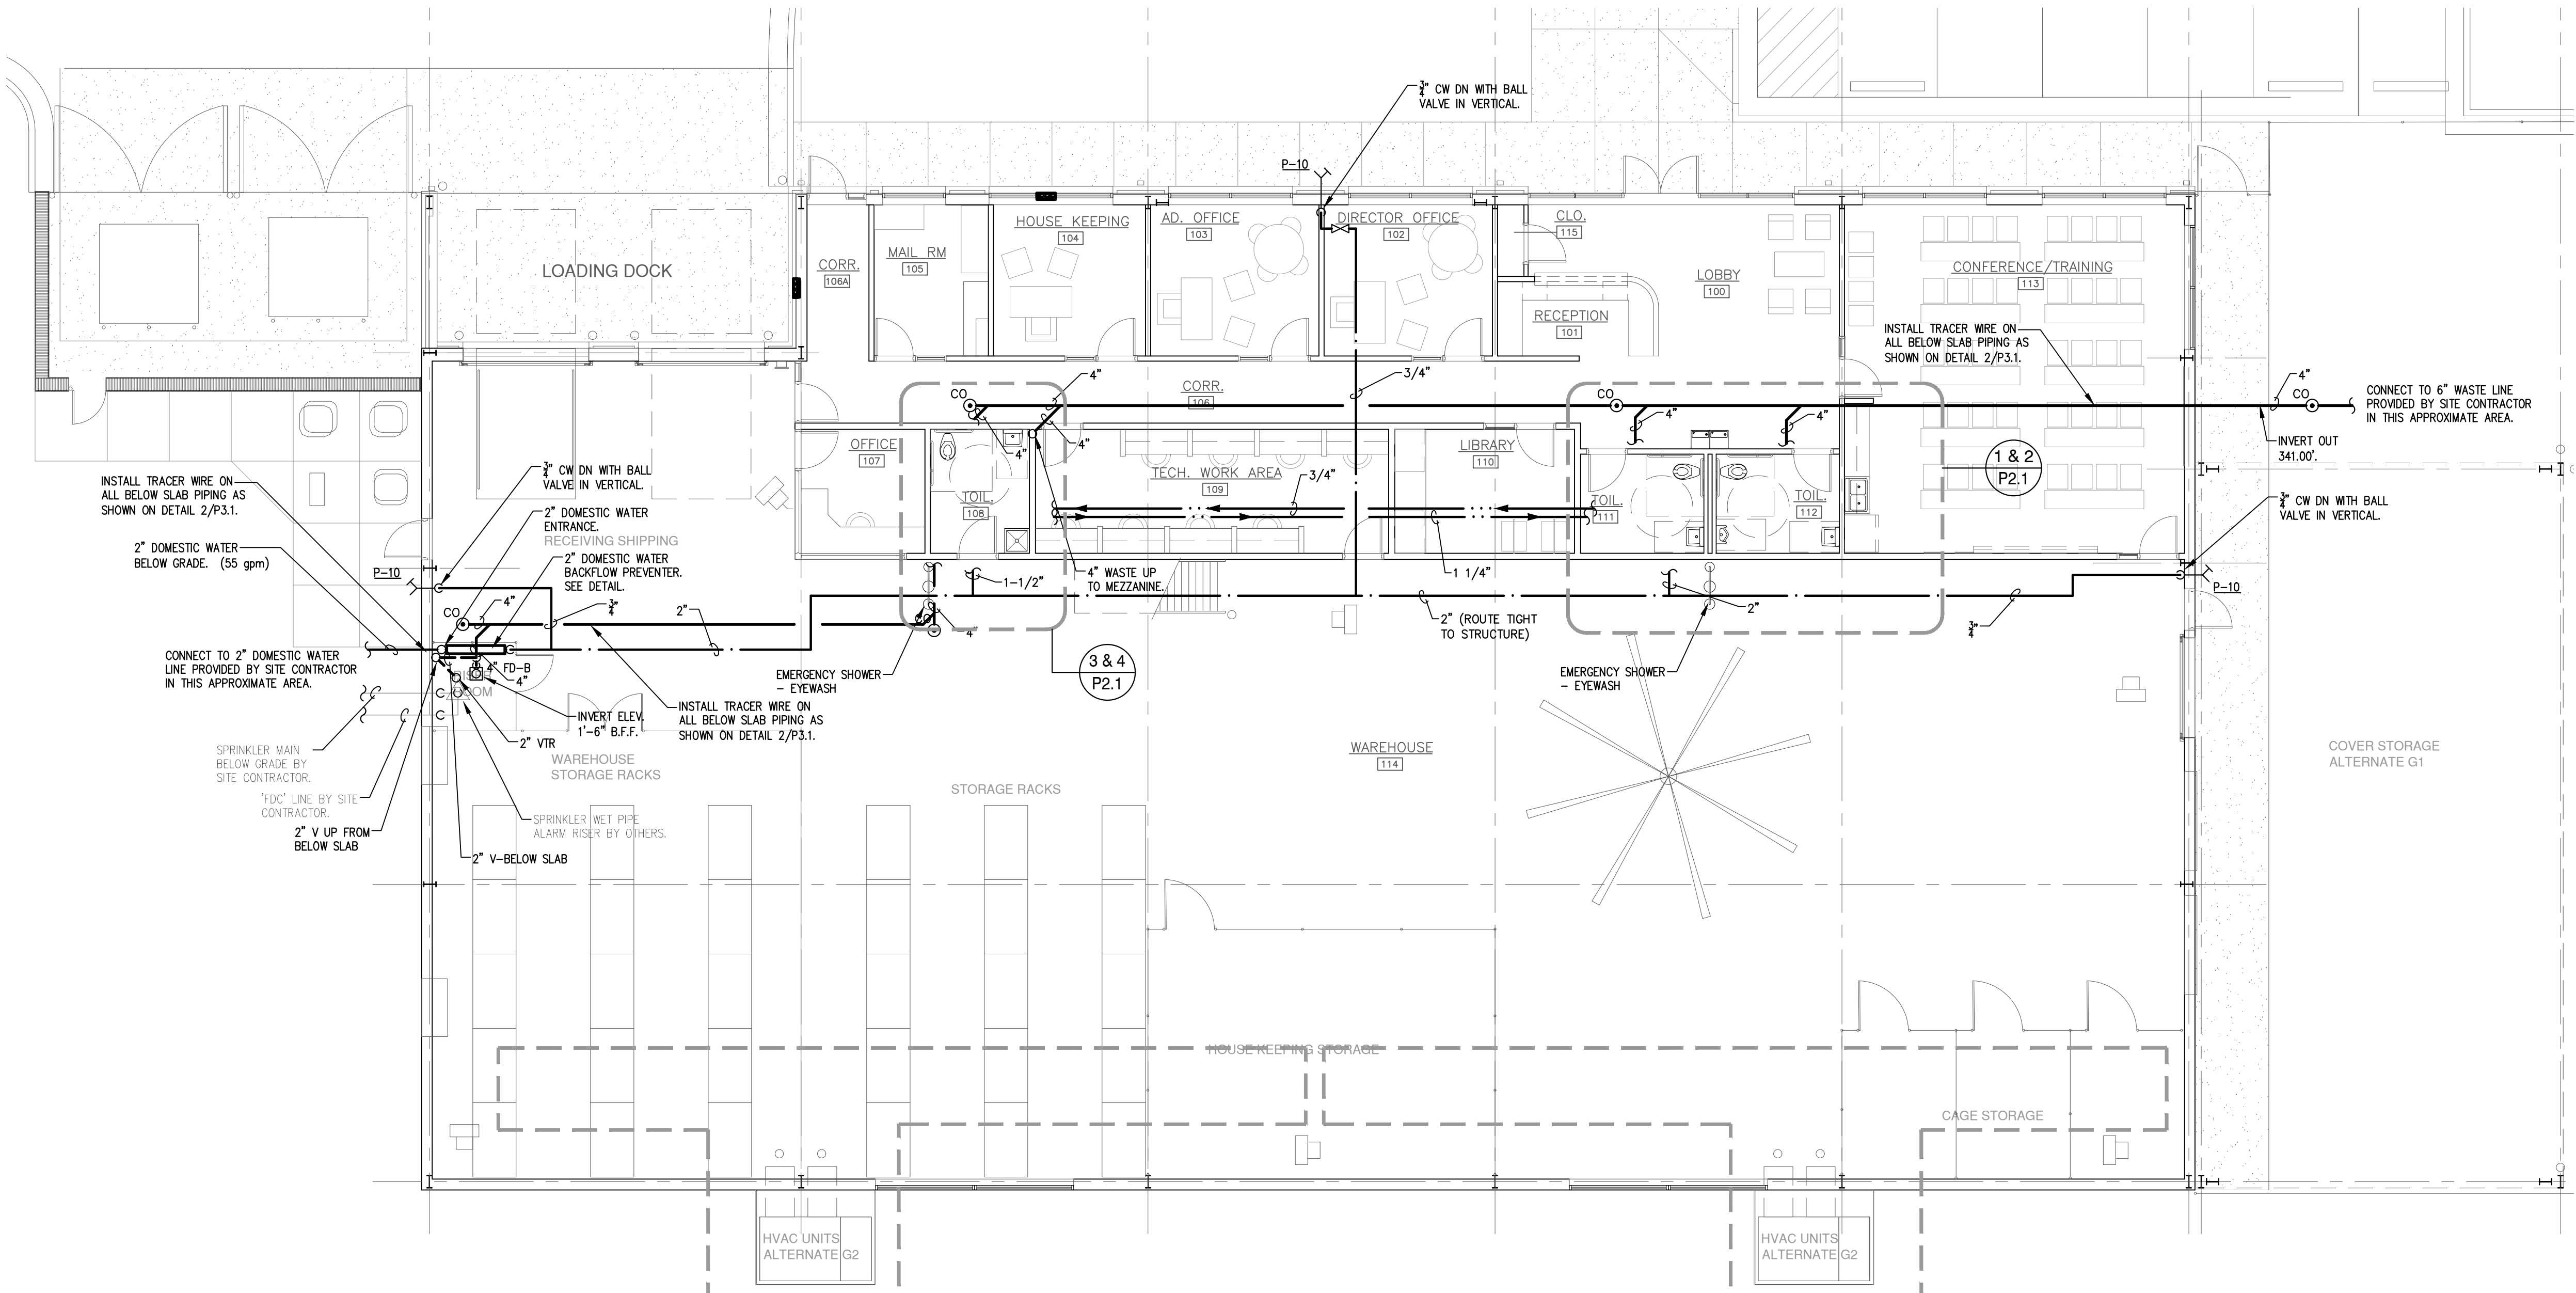 ¾" CW DN WITH BALL
VALVE IN VERTICAL.
P-10
HOUSE KEEPING
104
AD. OFFICE
103
DIRECTOR OFFICE
102
CLO.
115
MAIL RM
105
CORR.
106A
LOADING DOCK
LOBBY
100
CONFERENCE/TRAINING
113
RECEPTION
101
INSTALL TRACER WIRE ON
ALL BELOW SLAB PIPING AS
SHOWN ON DETAIL 2/P3.1.
4"
3/4"
CORR.
106
CO
CO
4"
CO
CONNECT TO 6" WASTE LINE
PROVIDED BY SITE CONTRACTOR
IN THIS APPROXIMATE AREA.
4"
4"
4"
4"
INVERT OUT
341.00'.
OFFICE
107
LIBRARY
110
1 & 2
P2.1
TECH. WORK AREA
109
3/4"
TOIL.
108
TOIL.
111
TOIL.
112
¾" CW DN WITH BALL
VALVE IN VERTICAL.
¾" CW DN WITH BALL
VALVE IN VERTICAL.
INSTALL TRACER WIRE ON
ALL BELOW SLAB PIPING AS
SHOWN ON DETAIL 2/P3.1.
2" DOMESTIC WATER
ENTRANCE.
RECEIVING SHIPPING
2" DOMESTIC WATER
BELOW GRADE. (55 gpm)
2" DOMESTIC WATER
BACKFLOW PREVENTER.
SEE DETAIL.
P-10
1-1/2"
4" WASTE UP
TO MEZZANINE.
1 1/4"
P-10
CO
4"
¾"
2"
CO
4"
2" (ROUTE TIGHT
TO STRUCTURE)
2"
¾"
CONNECT TO 2" DOMESTIC WATER
LINE PROVIDED BY SITE CONTRACTOR
IN THIS APPROXIMATE AREA.
4" FD-B
4"
ROOM
EMERGENCY SHOWER
- EYEWASH
3 & 4
P2.1
EMERGENCY SHOWER
- EYEWASH
INVERT ELEV.
1'-6" B.F.F.
INSTALL TRACER WIRE ON
ALL BELOW SLAB PIPING AS
SHOWN ON DETAIL 2/P3.1.
2" VTR
SPRINKLER MAIN
BELOW GRADE BY
SITE CONTRACTOR.
WAREHOUSE
STORAGE RACKS
STORAGE RACKS
WAREHOUSE
114
COVER STORAGE
ALTERNATE G1
'FDC' LINE BY SITE
CONTRACTOR.
2" V UP FROM
BELOW SLAB
SPRINKLER WET PIPE
ALARM RISER BY OTHERS.
2" V-BELOW SLAB
HOUSE KEEPING STORAGE
CAGE STORAGE
HVAC UNITS
ALTERNATE G2
HVAC UNITS
ALTERNATE G2